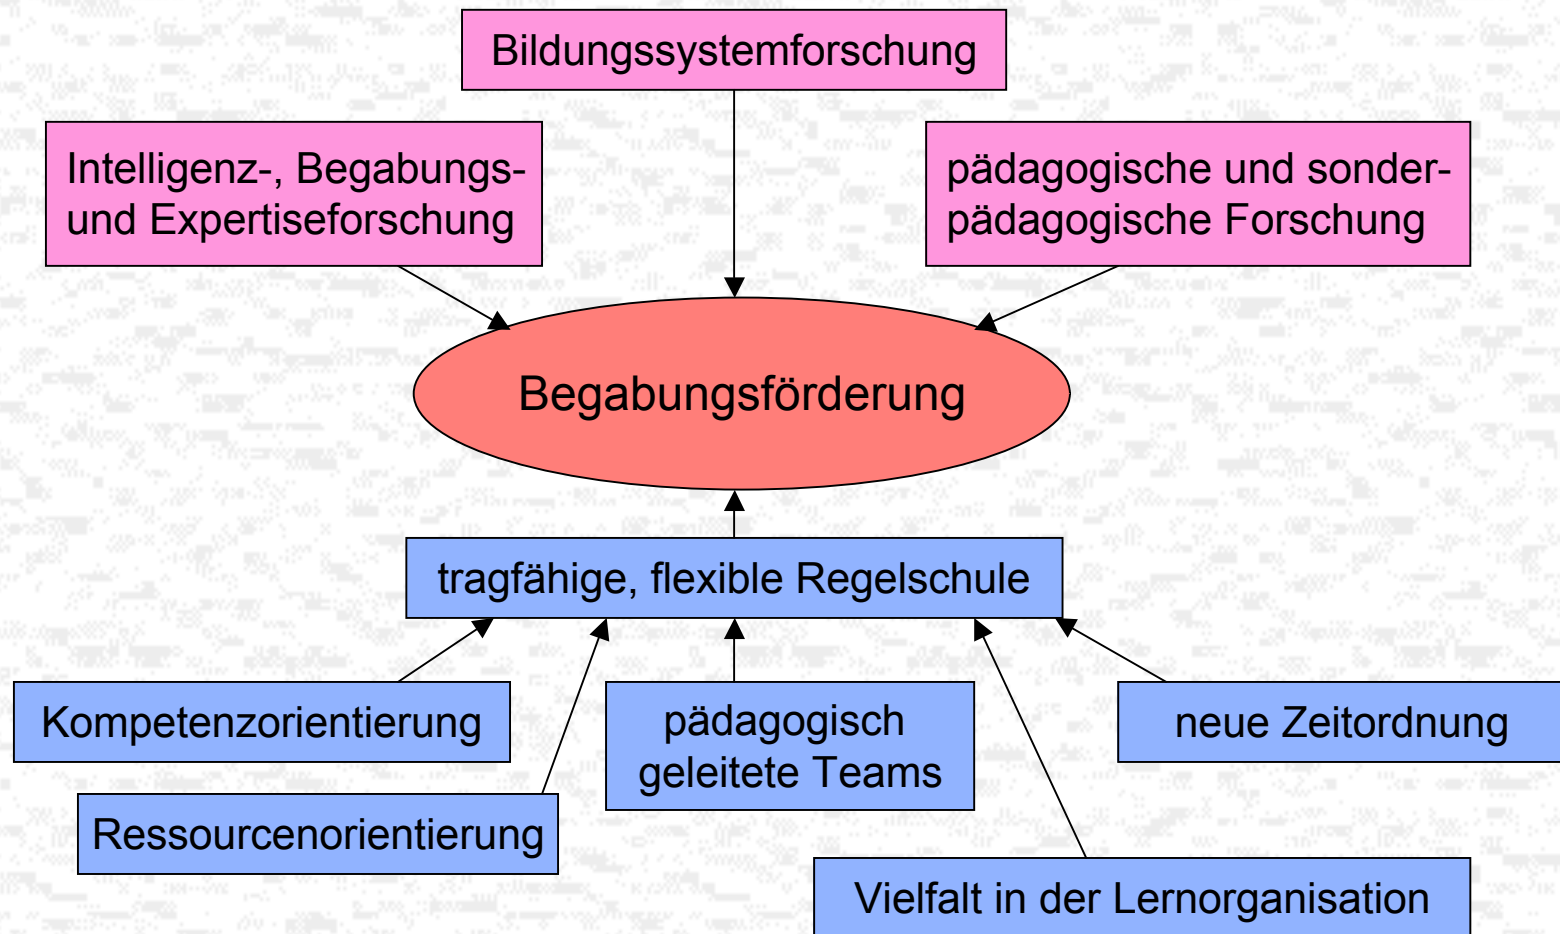 Bildungssystemforschung
Intelligenz-, Begabungs-
und Expertiseforschung
pädagogische und sonder-
pädagogische Forschung
Begabungsförderung
tragfähige, flexible Regelschule
Kompetenzorientierung
pädagogisch
geleitete Teams
neue Zeitordnung
Ressourcenorientierung
Vielfalt in der Lernorganisation